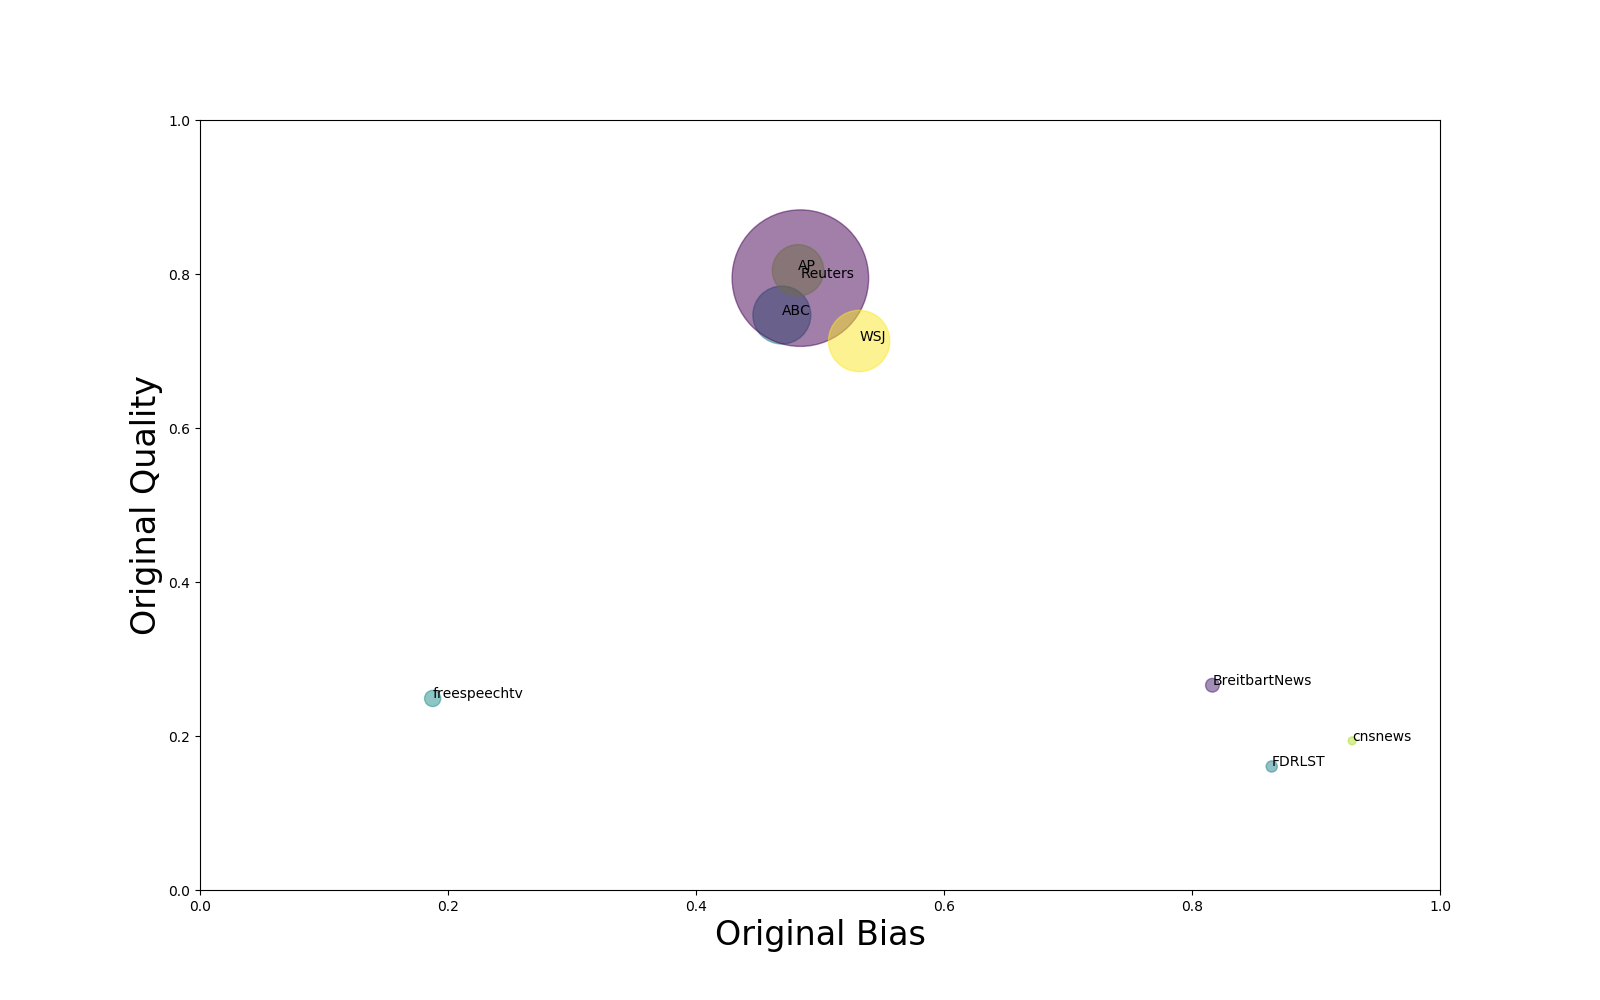 1.0
0.8
0.6
0.4
0.2
0.0
Original Quality
AP
Reuters
ABC
WSJ
freespeechtv
BreitbartNews
cnsnews
FDRLST
0.0 0.2 0.4 0.6 0.8 1.0
Original Bias